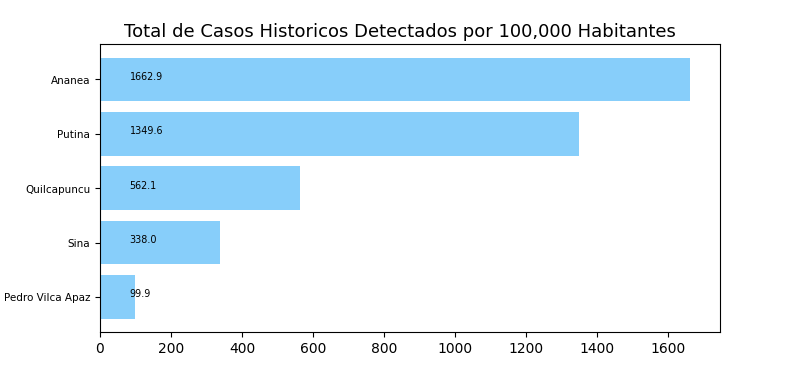 Total de Casos Historicos Detectados por 100,000 Habitantes
Ananea 1662.9
Putina 1349.6
Quilcapuncu 562.1
Sina 338.0
Pedro Vilca Apaz 99.9
0 200 400 600 800 1000 1200 1400 1600